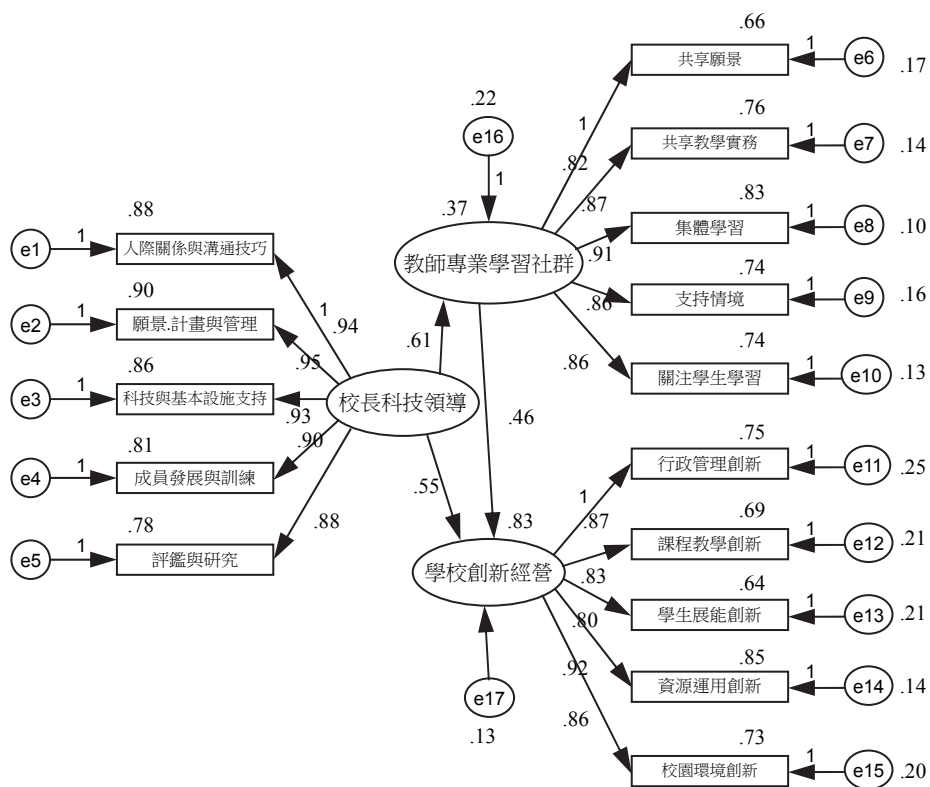 .66
共享願景
1
e6
.17
.22
e16
1
1
.82
.76
共享教學實務
1
e7
.14
.37
.87
.83
集體學習
1
e8
.10
教師專業學習社群
.91
.74
支持情境
1
e9
.16
.86
.74
關注學生學習
1
e10
.13
.86
.88
e1
1
人際關係與溝通技巧
.90
e2
1
願景.計畫與管理
1
.94
.95
.61
.86
e3
1
科技與基本設施支持
.93
校長科技領導
.46
.81
e4
1
成員發展與訓練
.90
.55
.78
e5
1
評鑑與研究
.88
.83
學校創新經營
.75
行政管理創新
1
e11
.25
1
.87
.69
課程教學創新
1
e12
.21
.83
.64
學生展能創新
1
e13
.21
.80
.85
資源運用創新
1
e14
.14
.92
.86
.73
校園環境創新
1
e15
.20
e17
.13